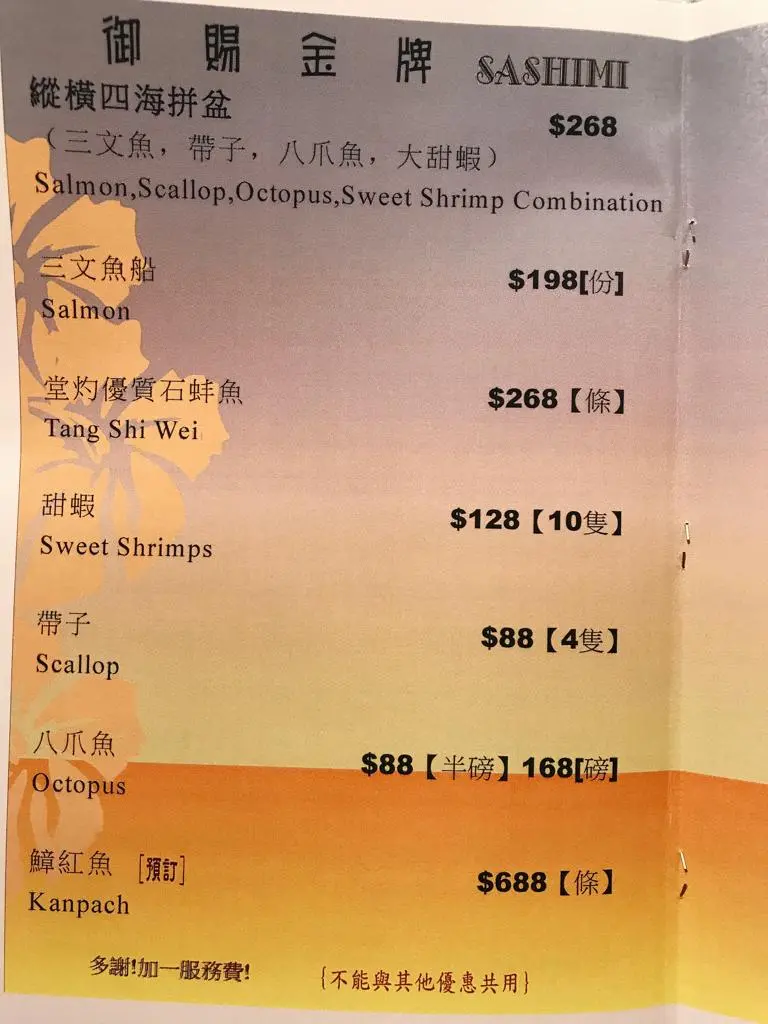 御賜金牌 SASHIMI
縱橫四海拼盆 $268
（三文魚，帶子，八爪魚，大甜蝦）
Salmon,Scallop,Octopus,Sweet Shrimp Combination
三文魚船 $198[份]
Salmon
堂灼優質石蚌魚 $268【條】
Tang Shi Wei
甜蝦 $128【10隻】
Sweet Shrimps
帶子 $88【4隻】
Scallop
八爪魚 $88【半磅】168[磅]
Octopus
鱆紅魚 [預訂] $688【條】
Kanpach
多謝!加一服務費! {不能與其他優惠共用}